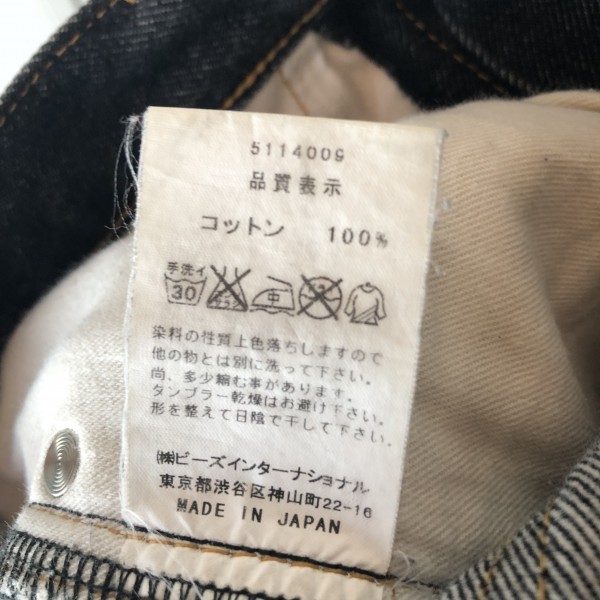 5114009
品質表示
コットン 100%
手洗イ
30 中
染料の性質上色落ちしますので
他の物とは別に洗って下さい。
尚、多少縮む事があります。
タンブラー乾燥はお避け下さい。
形を整えて日陰で干して下さい。
㈱ビーズインターナショナル
東京都渋谷区神山町22-16
MADE IN JAPAN